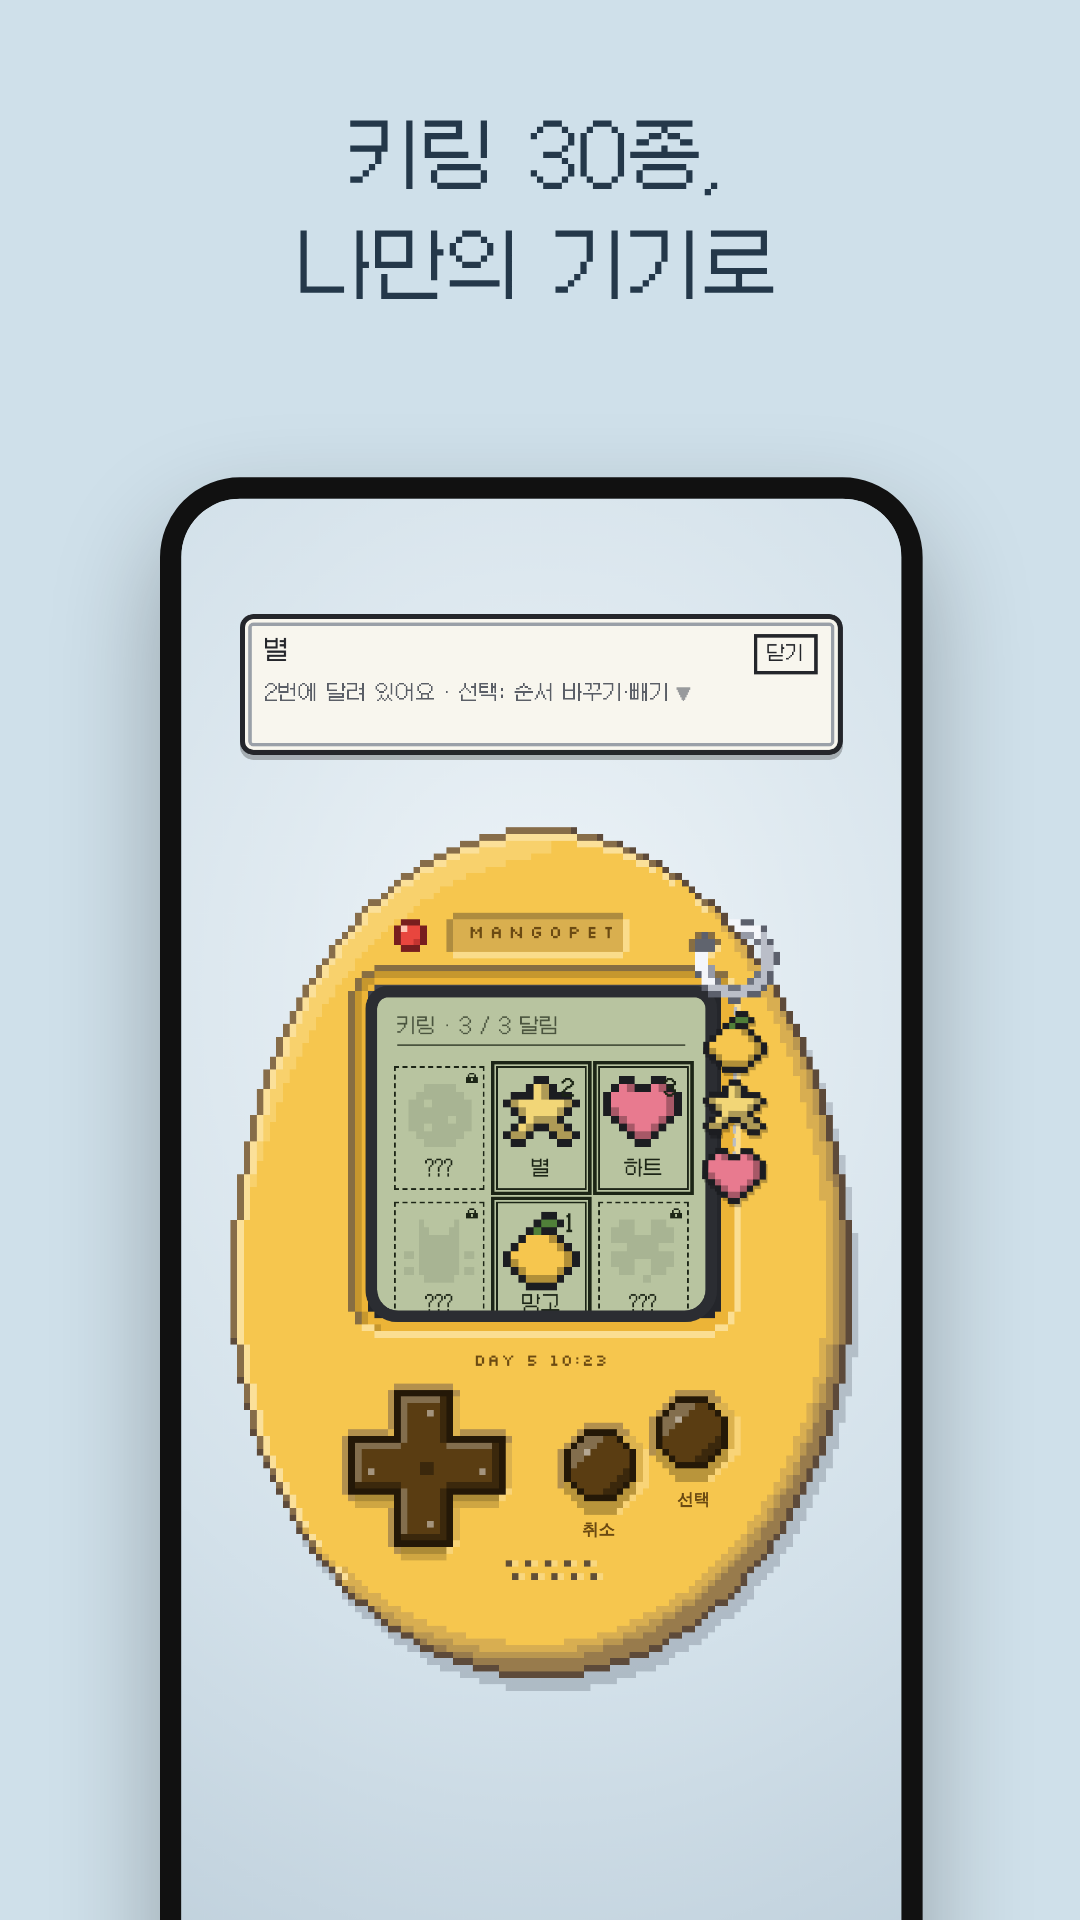 키링 30종,
나만의 기기로
별
닫기
2번에 달려 있어요 · 선택: 순서 바꾸기·빼기 ▼
MANGOPET
키링 · 3 / 3 달림
2
3
???
별
하트
1
???
망고
???
DAY 5 10:23
선택
취소